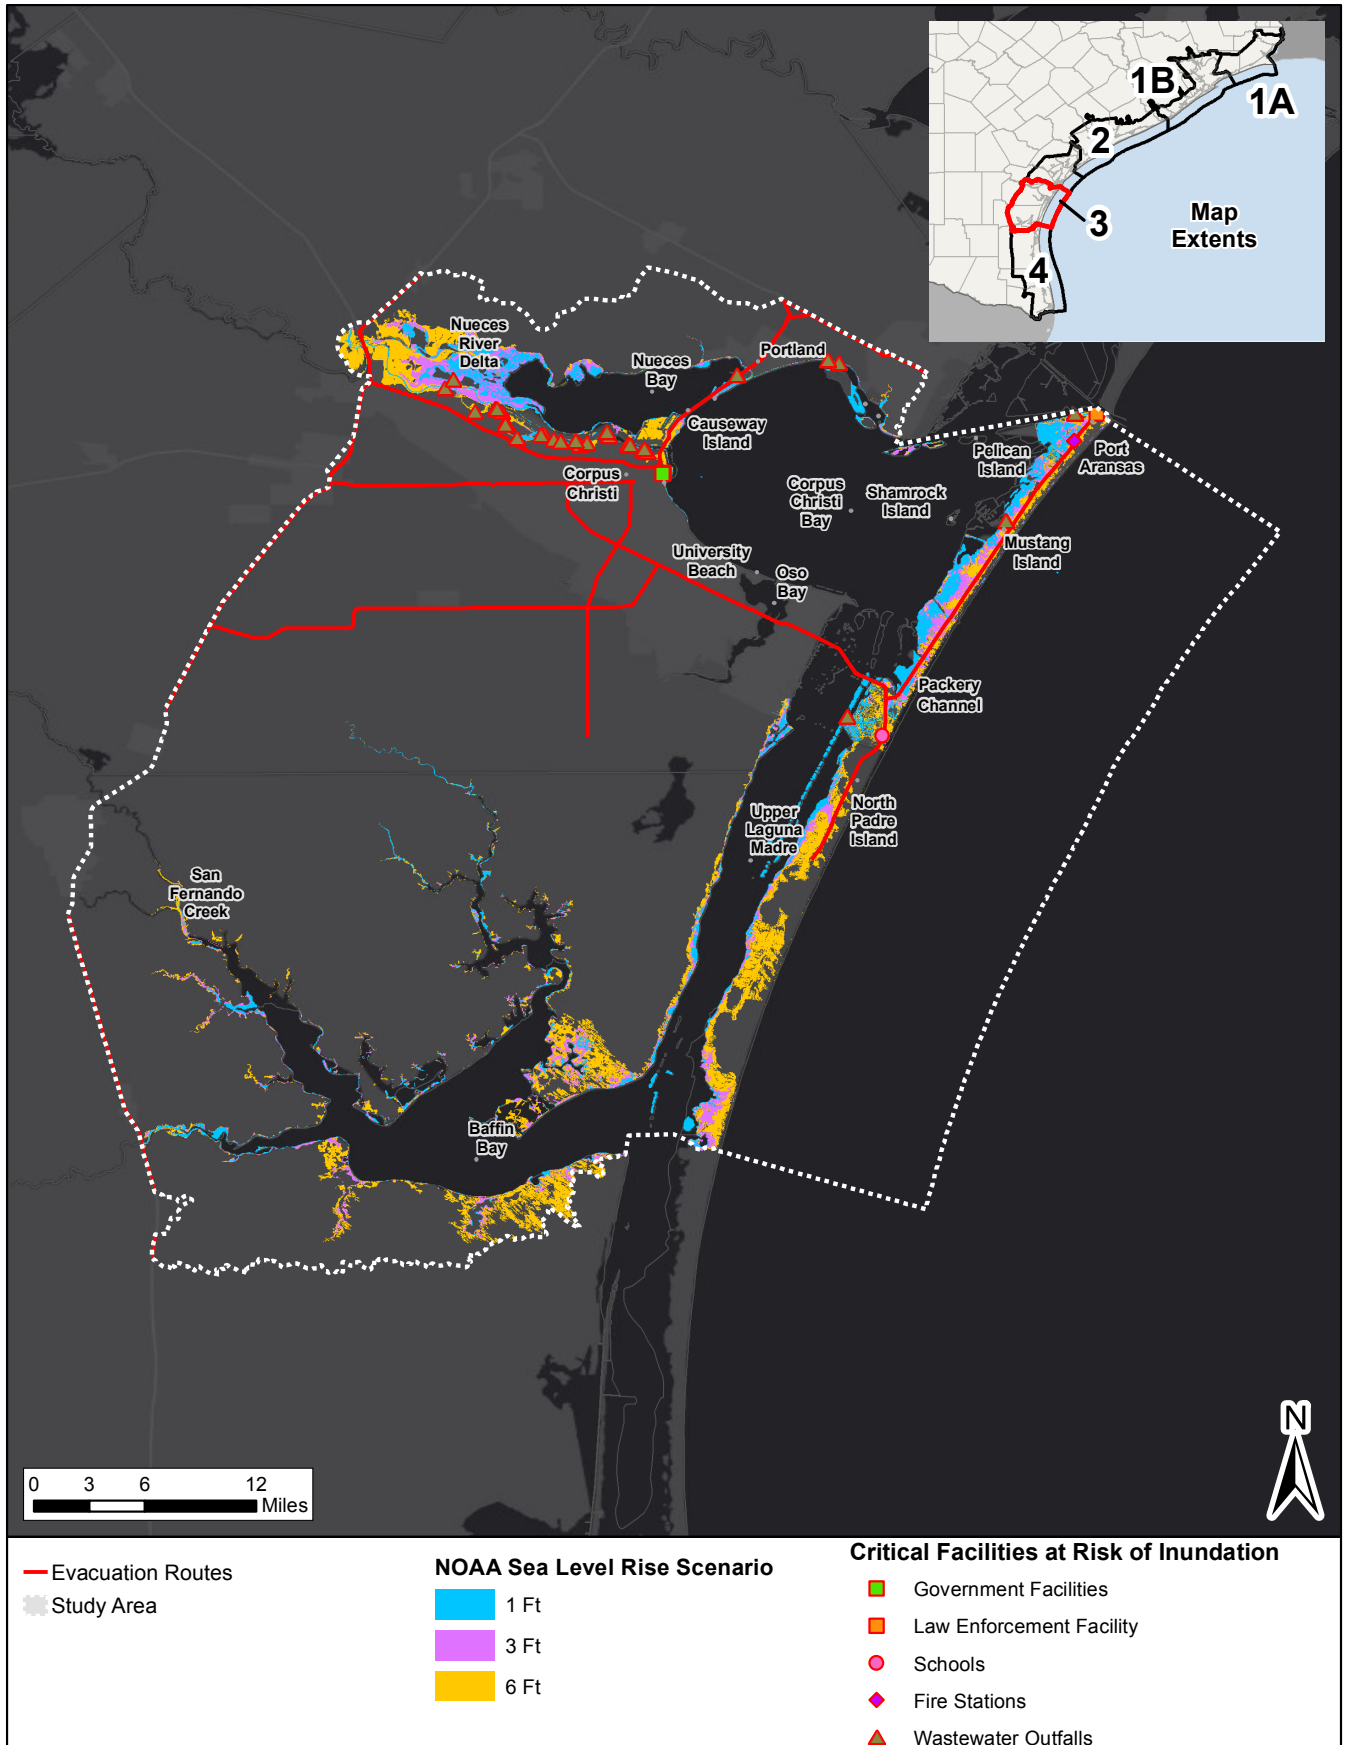 1B
1A
2
3
4
Map
Extents
Nueces
River
Delta
Nueces
Bay
Portland
Causeway
Island
Pelican
Island
Port
Aransas
Corpus
Christi
Corpus
Christi
Bay
Shamrock
Island
Mustang
Island
University
Beach
Oso
Bay
Packery
Channel
Upper
Laguna
Madre
North
Padre
Island
San
Fernando
Creek
Baffin
Bay
N
0 3 6 12
Miles
Evacuation Routes
Study Area
NOAA Sea Level Rise Scenario
1 Ft
3 Ft
6 Ft
Critical Facilities at Risk of Inundation
Government Facilities
Law Enforcement Facility
Schools
Fire Stations
Wastewater Outfalls